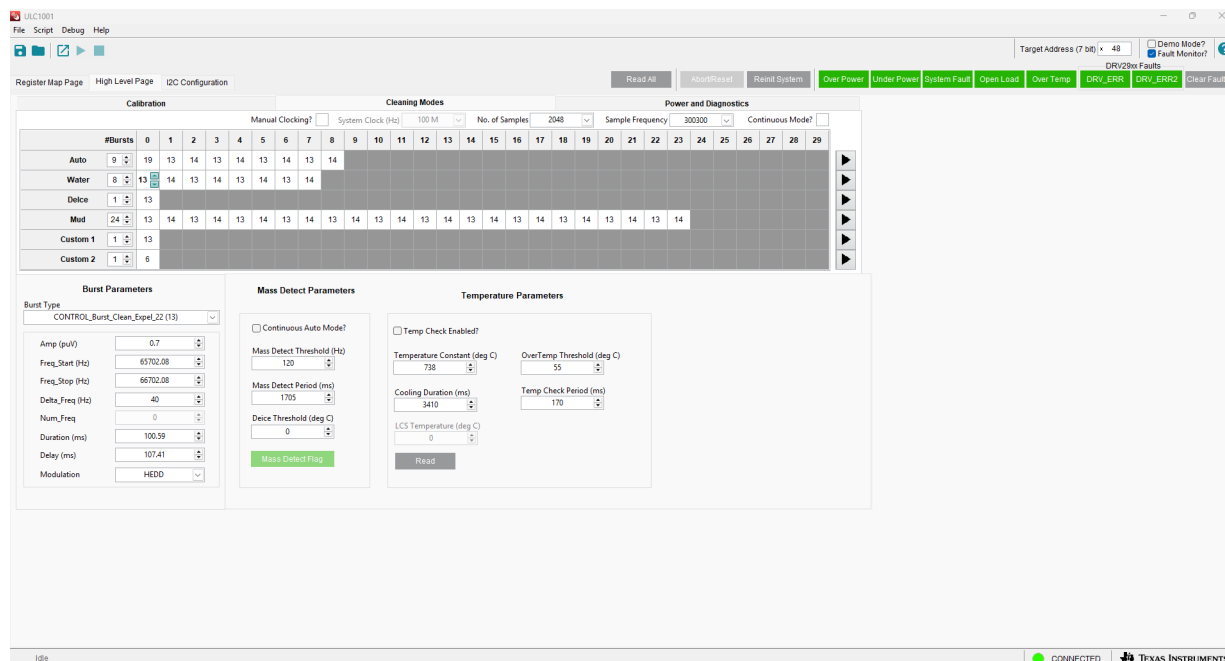 ULC1001
File Script Debug Help
Target Address (7 bit) x 48 Demo Mode?
Fault Monitor?
DRV29xx Faults
Register Map Page High Level Page I2C Configuration Read All Abort/Reset Reinit System Over Power Under Power System Fault Open Load Over Temp DRV_ERR DRV_ERR2 Clear Fault
Calibration Cleaning Modes Power and Diagnostics
Manual Clocking? System Clock (Hz) 100 M No. of Samples 2048 Sample Frequency 300300 Continuous Mode?
#Bursts 0 1 2 3 4 5 6 7 8 9 10 11 12 13 14 15 16 17 18 19 20 21 22 23 24 25 26 27 28 29
Auto 9 19 13 14 13 14 13 14 13 14
Water 8 13 14 13 14 13 14 13 14
DeIce 1 13
Mud 24 13 14 13 14 13 14 13 14 13 14 13 14 13 14 13 14 13 14 13 14 13 14 13 14
Custom 1 1 13
Custom 2 1 6
Burst Parameters
Burst Type
CONTROL_Burst_Clean_Expel_22 (13)
Amp (puV) 0.7
Freq_Start (Hz) 65702.08
Freq_Stop (Hz) 66702.08
Delta_Freq (Hz) 40
Num_Freq 0
Duration (ms) 100.59
Delay (ms) 107.41
Modulation HEDD
Mass Detect Parameters
Continuous Auto Mode?
Mass Detect Threshold (Hz)
120
Mass Detect Period (ms)
1705
Deice Threshold (deg C)
0
Mass Detect Flag
Temperature Parameters
Temp Check Enabled?
Temperature Constant (deg C) OverTemp Threshold (deg C)
738 55
Cooling Duration (ms) Temp Check Period (ms)
3410 170
LCS Temperature (deg C)
0
Read
Idle CONNECTED TEXAS INSTRUMENTS